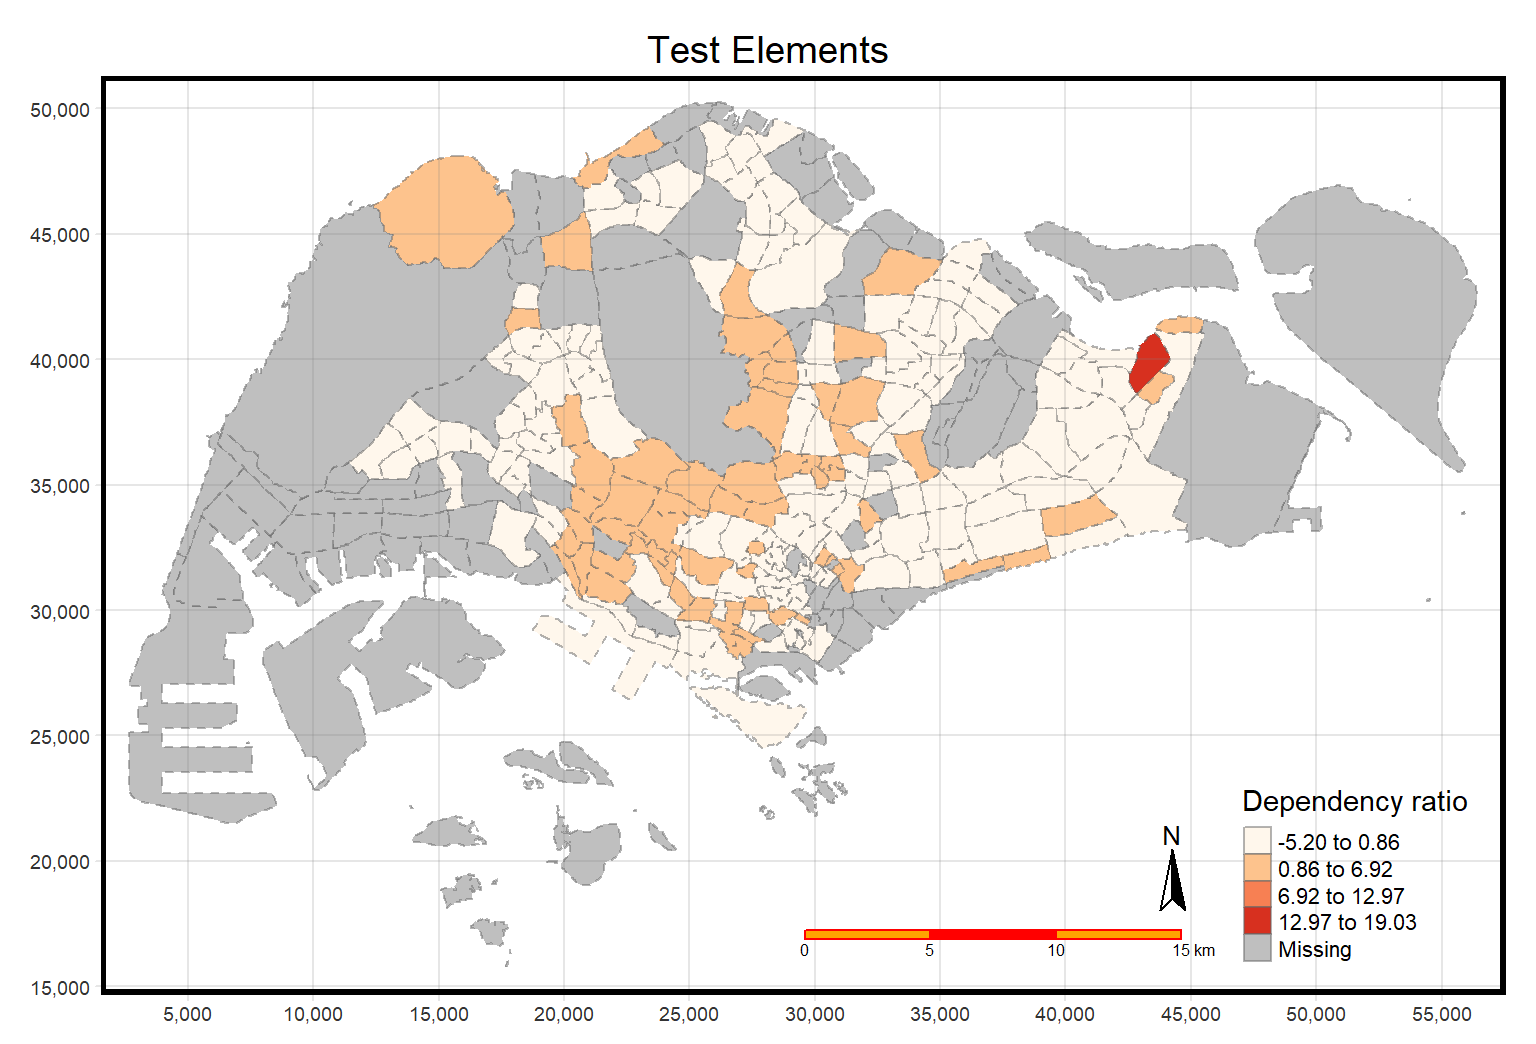 Test Elements
50,000
45,000
40,000
35,000
30,000
25,000
20,000
15,000
Dependency ratio
-5.20 to 0.86
0.86 to 6.92
6.92 to 12.97
12.97 to 19.03
Missing
N
0 5 10 15 km
5,000 10,000 15,000 20,000 25,000 30,000 35,000 40,000 45,000 50,000 55,000